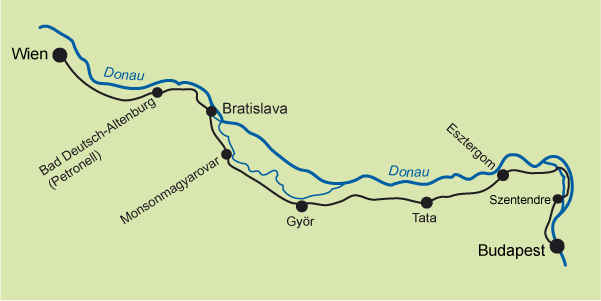 Wien
Donau
Bad Deutsch-Altenburg
(Petronell)
Bratislava
Monsonmagyarovar
Györ
Donau
Tata
Esztergom
Szentendre
Budapest